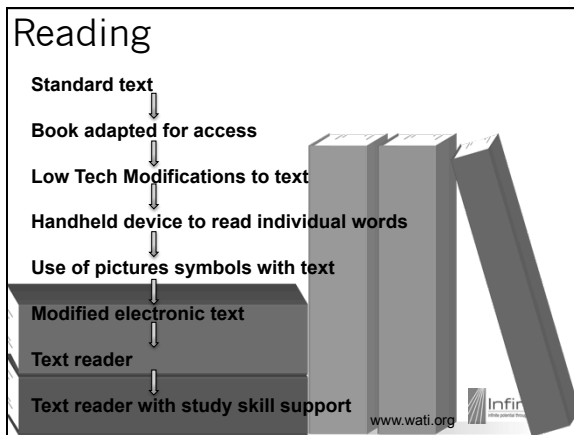 Reading
Standard text
Book adapted for access
Low Tech Modifications to text
Handheld device to read individual words
Use of pictures symbols with text
Modified electronic text
Text reader
Text reader with study skill support
www.wati.org